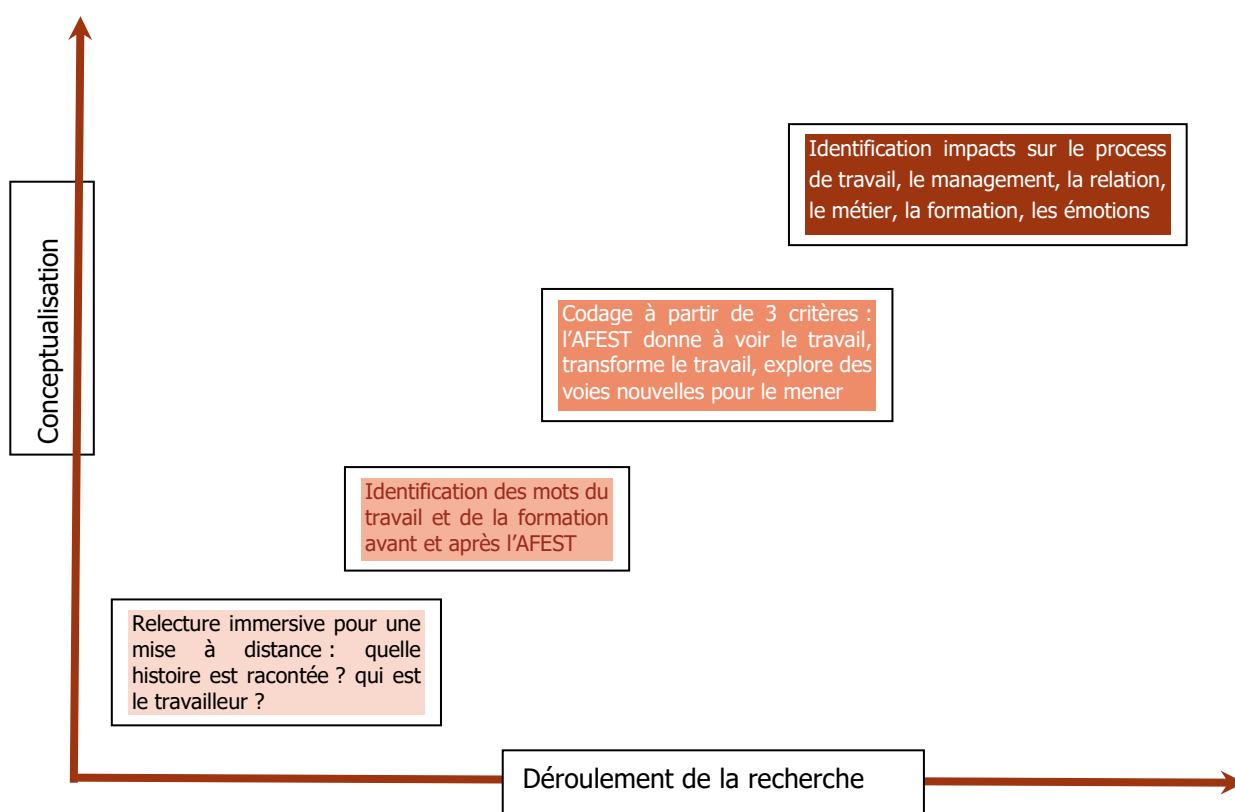 Identification impacts sur le process
de travail, le management, la relation,
le métier, la formation, les émotions
Conceptualisation
Codage à partir de 3 critères :
l’AFEST donne à voir le travail,
transforme le travail, explore des
voies nouvelles pour le mener
Identification des mots du
travail et de la formation
avant et après l’AFEST
Relecture immersive pour une
mise à distance : quelle
histoire est racontée ? qui est
le travailleur ?
Déroulement de la recherche